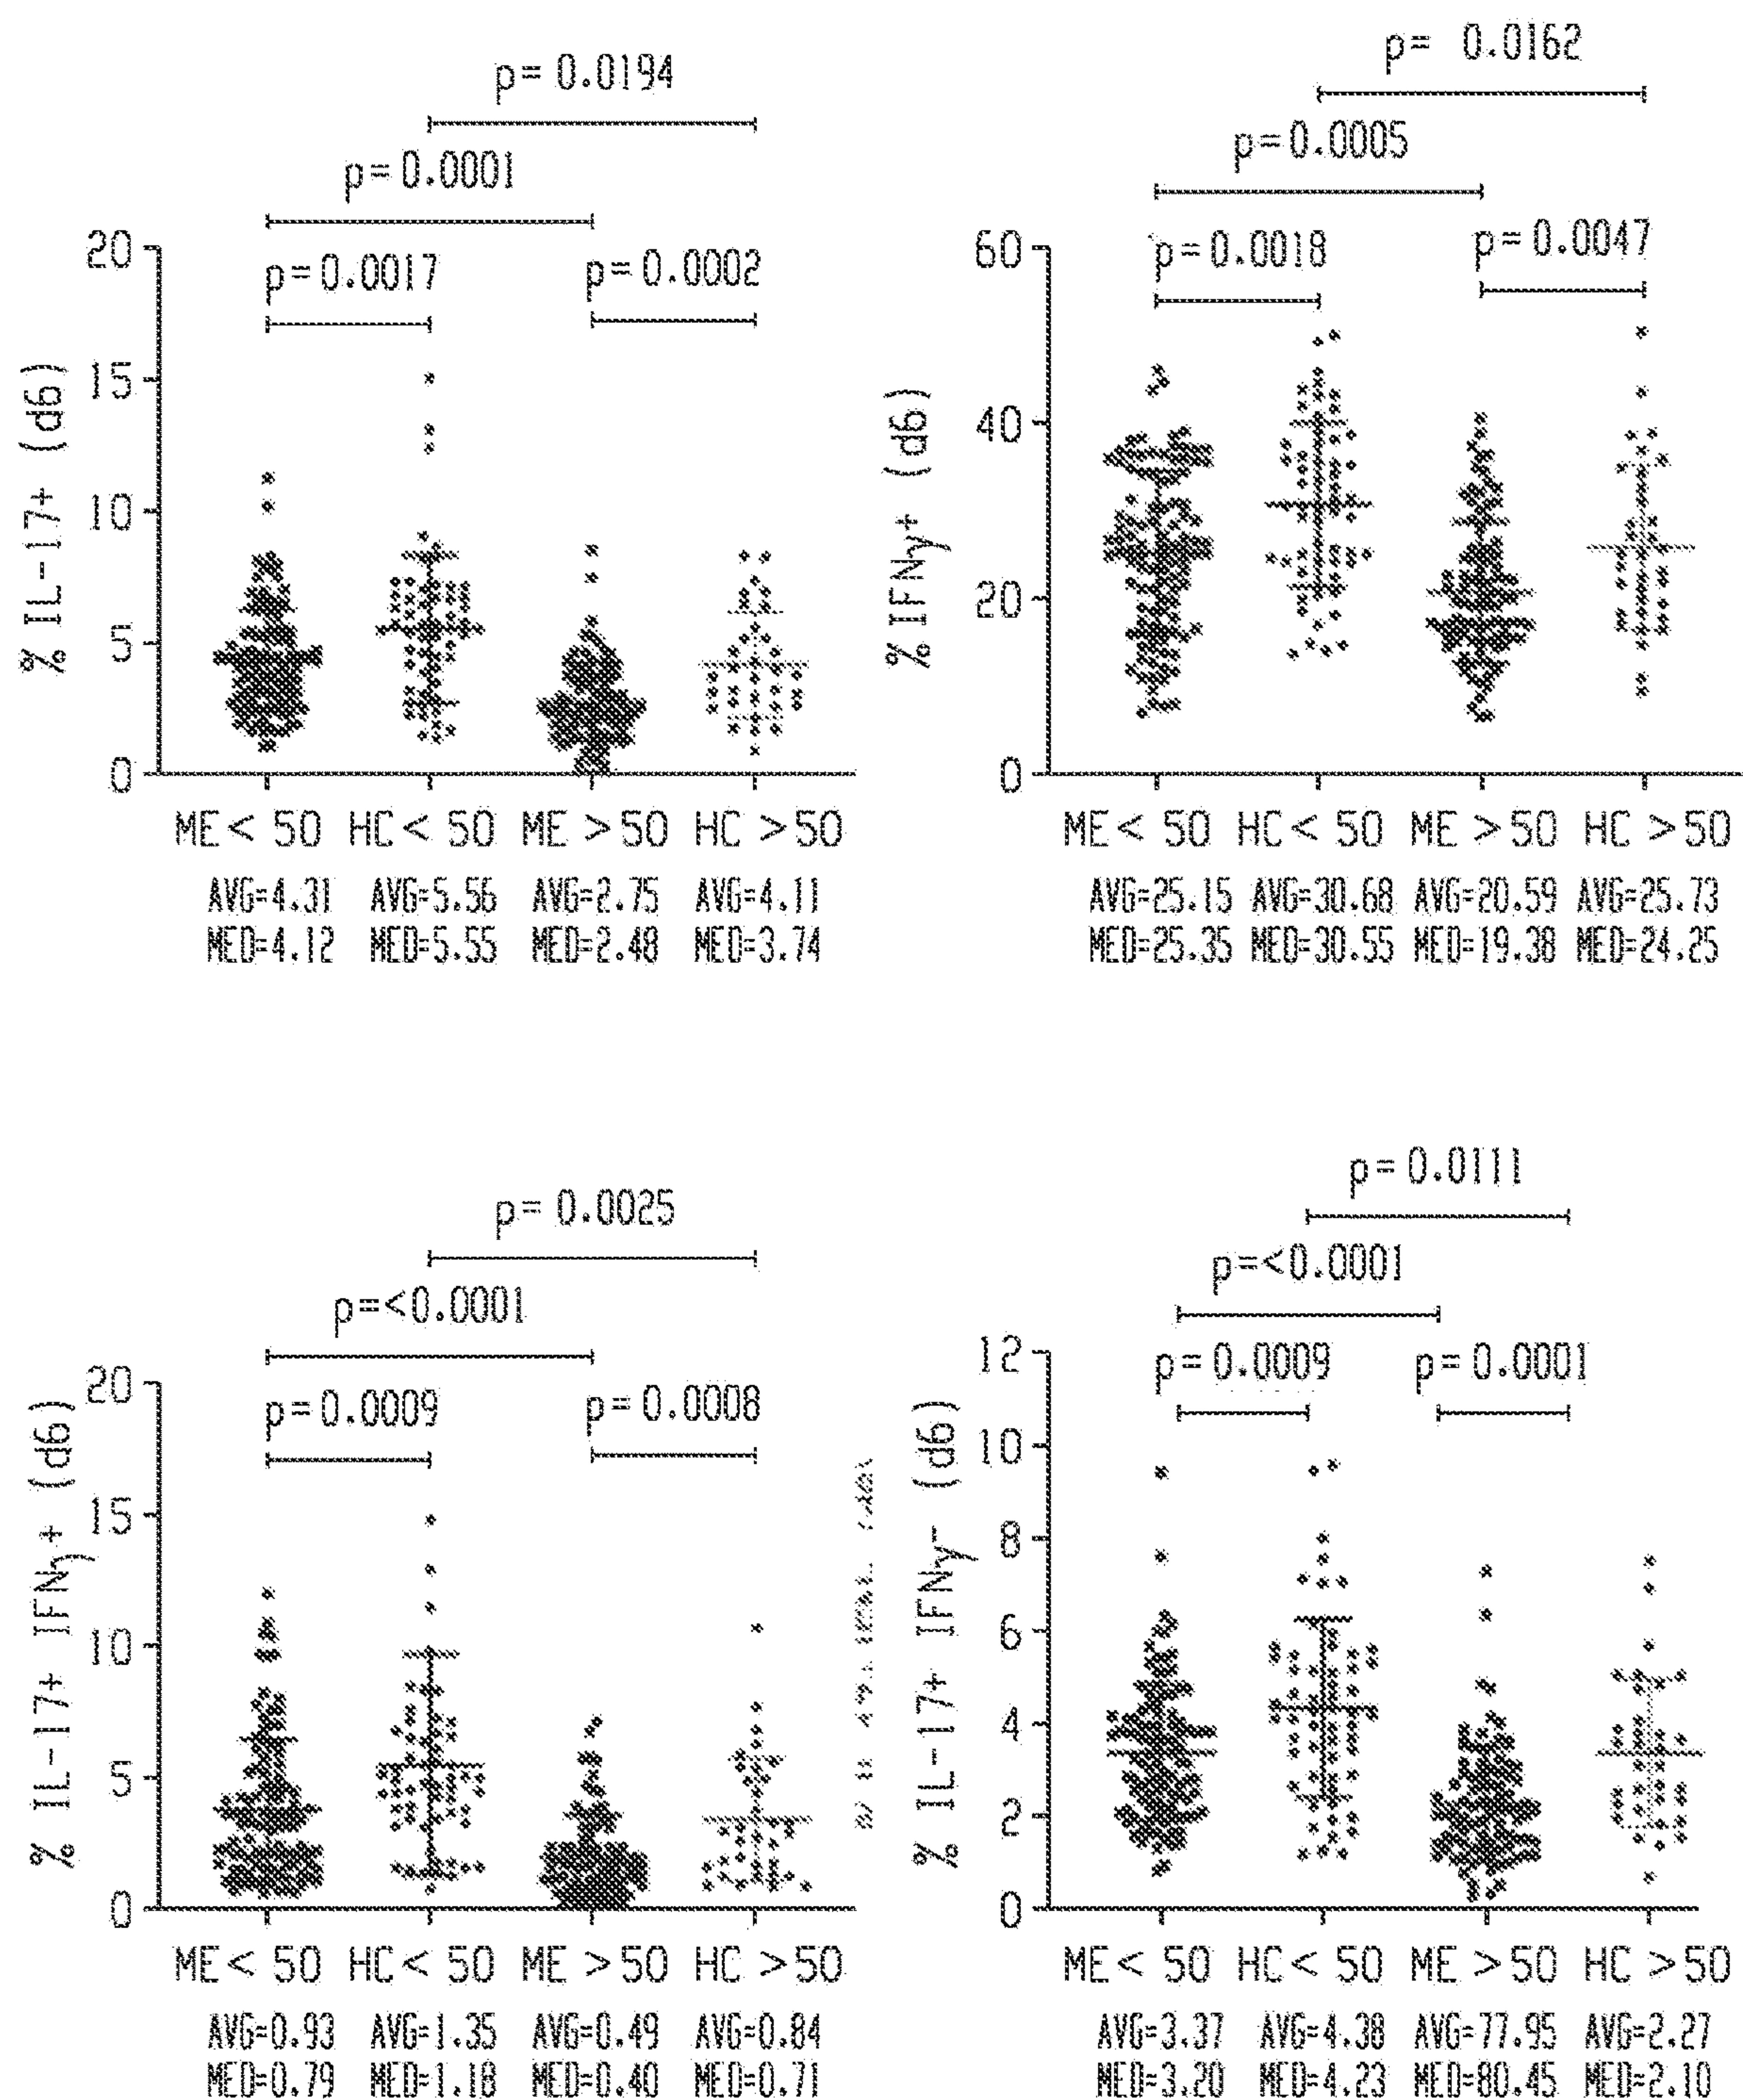 p= 0.0194
p=0.0001
p=0.0017 p=0.0002
% IL-17+ (d6)
20
15
10
5
0
ME< 50 HC< 50 ME >50 HC >50
AVG=4.31 AVG=5.56 AVG=2.75 AVG=4.11
MED=4.12 MED=5.55 MED=2.48 MED=3.74
p= 0.0162
p=0.0005
p=0.0018 p=0.0047
% IFNγ+ (d6)
60
40
20
0
ME< 50 HC< 50 ME >50 HC >50
AVG=25.15 AVG=30.68 AVG=20.59 AVG=25.73
MED=25.35 MED=30.55 MED=19.38 MED=24.25
p= 0.0025
p=<0.0001
p=0.0009 p= 0.0008
% IL-17+ IFNγ+ (d6)
20
15
10
5
0
ME< 50 HC< 50 ME >50 HC >50
AVG=0.93 AVG=1.35 AVG=0.49 AVG=0.84
MED=0.79 MED=1.18 MED=0.40 MED=0.71
p= 0.0111
p=<0.0001
p=0.0009 p=0.0001
% IL-17+ IFNγ- (d6)
12
10
8
6
4
2
0
ME< 50 HC< 50 ME >50 HC >50
AVG=3.37 AVG=4.38 AVG=77.95 AVG=2.27
MED=3.20 MED=4.23 MED=80.45 MED=2.10